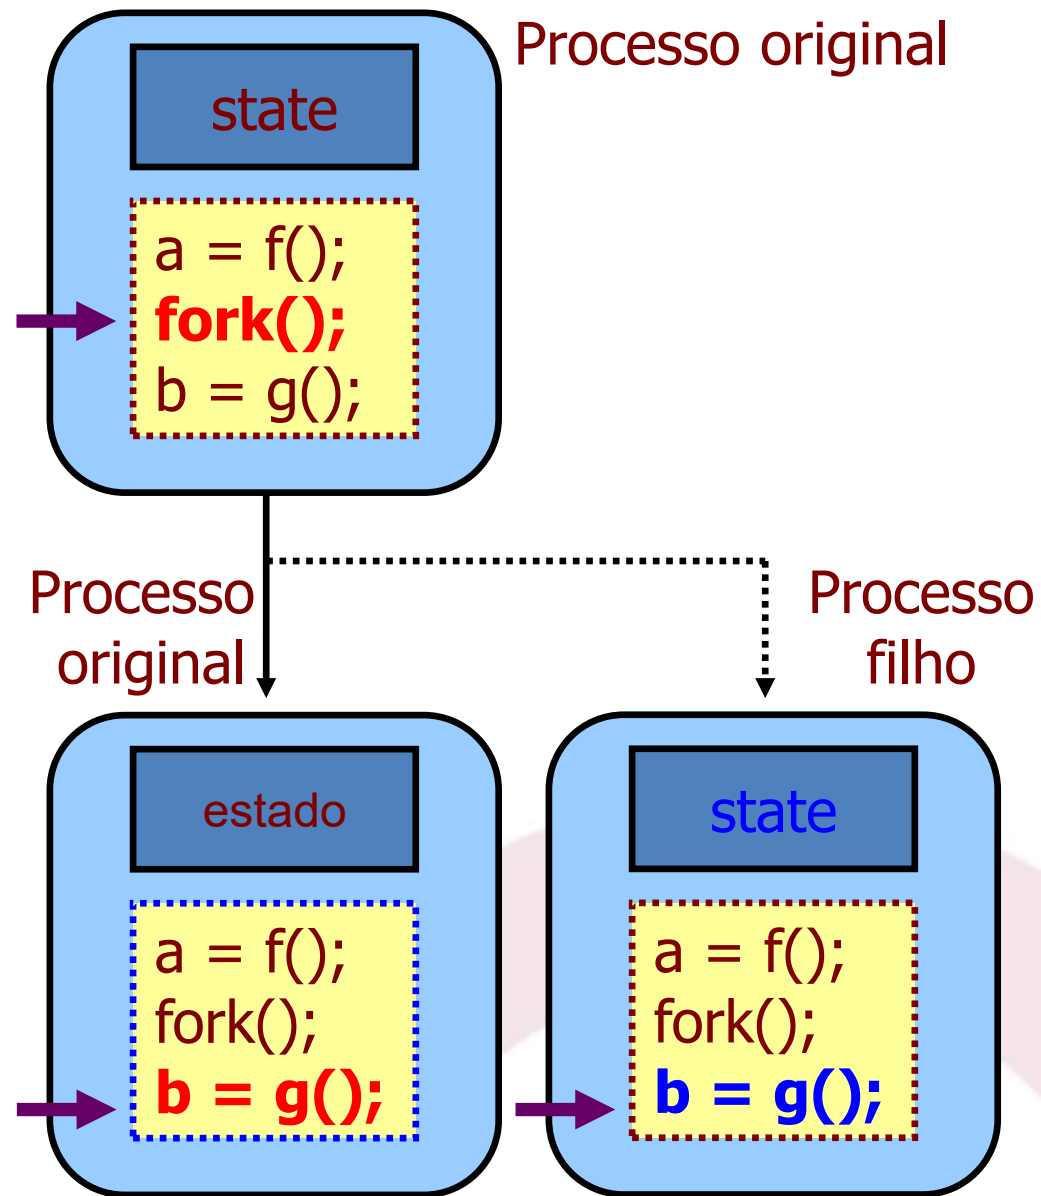 Processo original
state
a = f();
fork();
b = g();
Processo
original
Processo
filho
estado
state
a = f();
fork();
b = g();
a = f();
fork();
b = g();